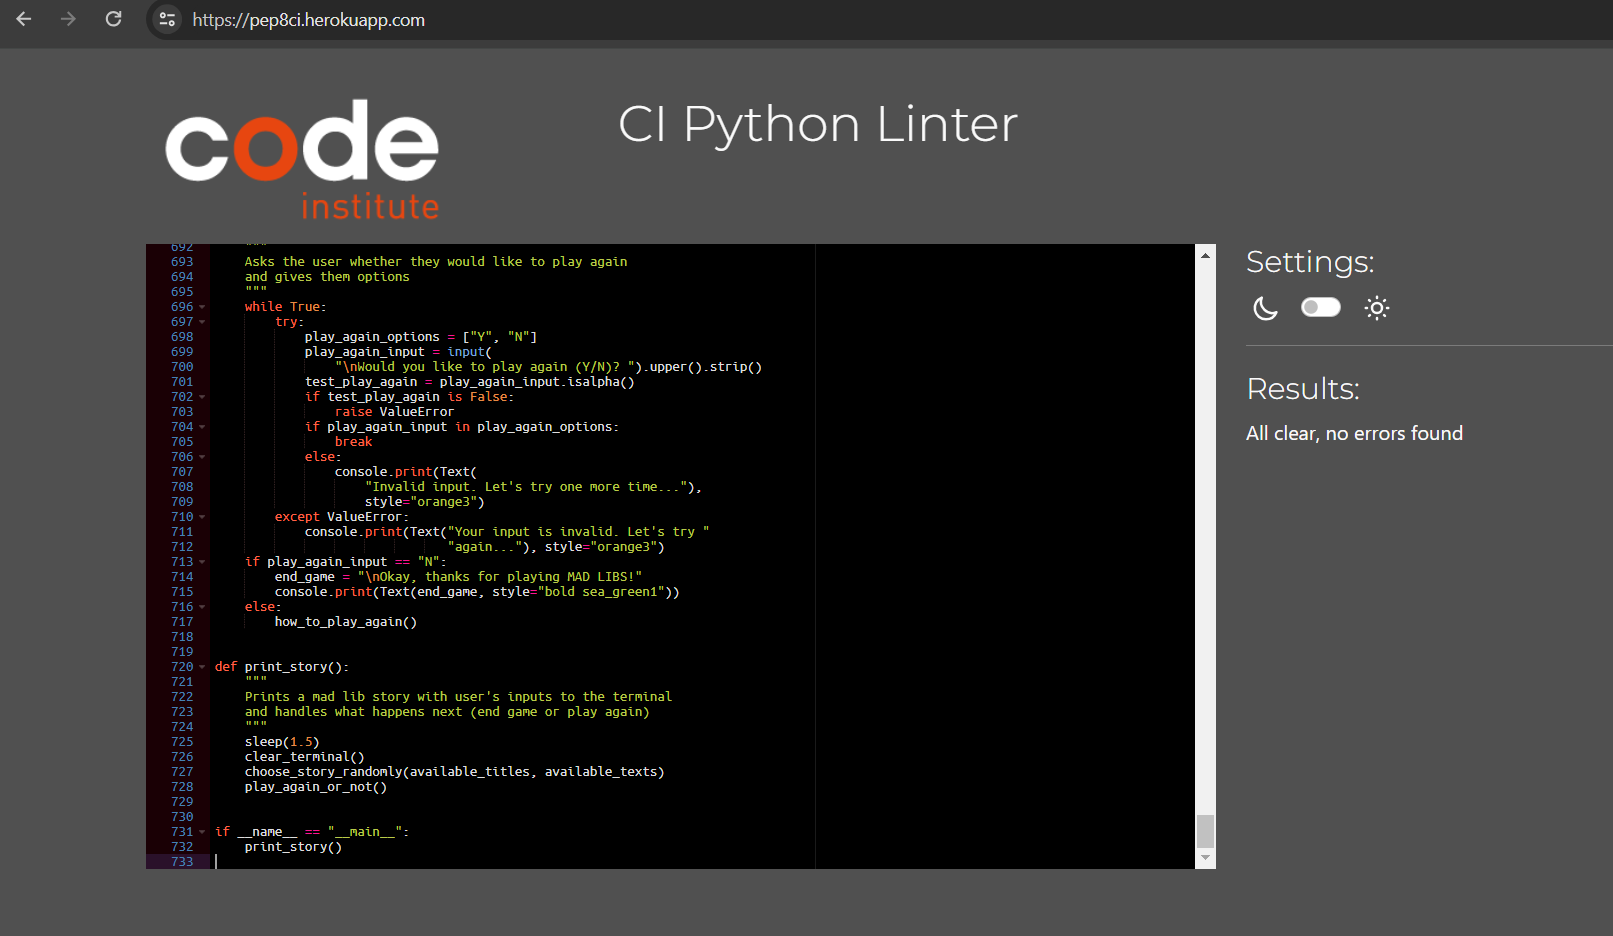 https://pep8ci.herokuapp.com
code
institute
CI Python Linter
692 """
693 Asks the user whether they would like to play again
694 and gives them options
695 """
696 while True:
697 try:
698 play_again_options = ["Y", "N"]
699 play_again_input = input(
700 "\nWould you like to play again (Y/N)? ").upper().strip()
701 test_play_again = play_again_input.isalpha()
702 if test_play_again is False:
703 raise ValueError
704 if play_again_input in play_again_options:
705 break
706 else:
707 console.print(Text(
708 "Invalid input. Let's try one more time..."),
709 style="orange3")
710 except ValueError:
711 console.print(Text("Your input is invalid. Let's try "
712 "again..."), style="orange3")
713 if play_again_input == "N":
714 end_game = "\nOkay, thanks for playing MAD LIBS!"
715 console.print(Text(end_game, style="bold sea_green1"))
716 else:
717 how_to_play_again()
718
719
720 def print_story():
721 """
722 Prints a mad lib story with user's inputs to the terminal
723 and handles what happens next (end game or play again)
724 """
725 sleep(1.5)
726 clear_terminal()
727 choose_story_randomly(available_titles, available_texts)
728 play_again_or_not()
729
730
731 if __name__ == "__main__":
732 print_story()
733
Settings:
Results:
All clear, no errors found